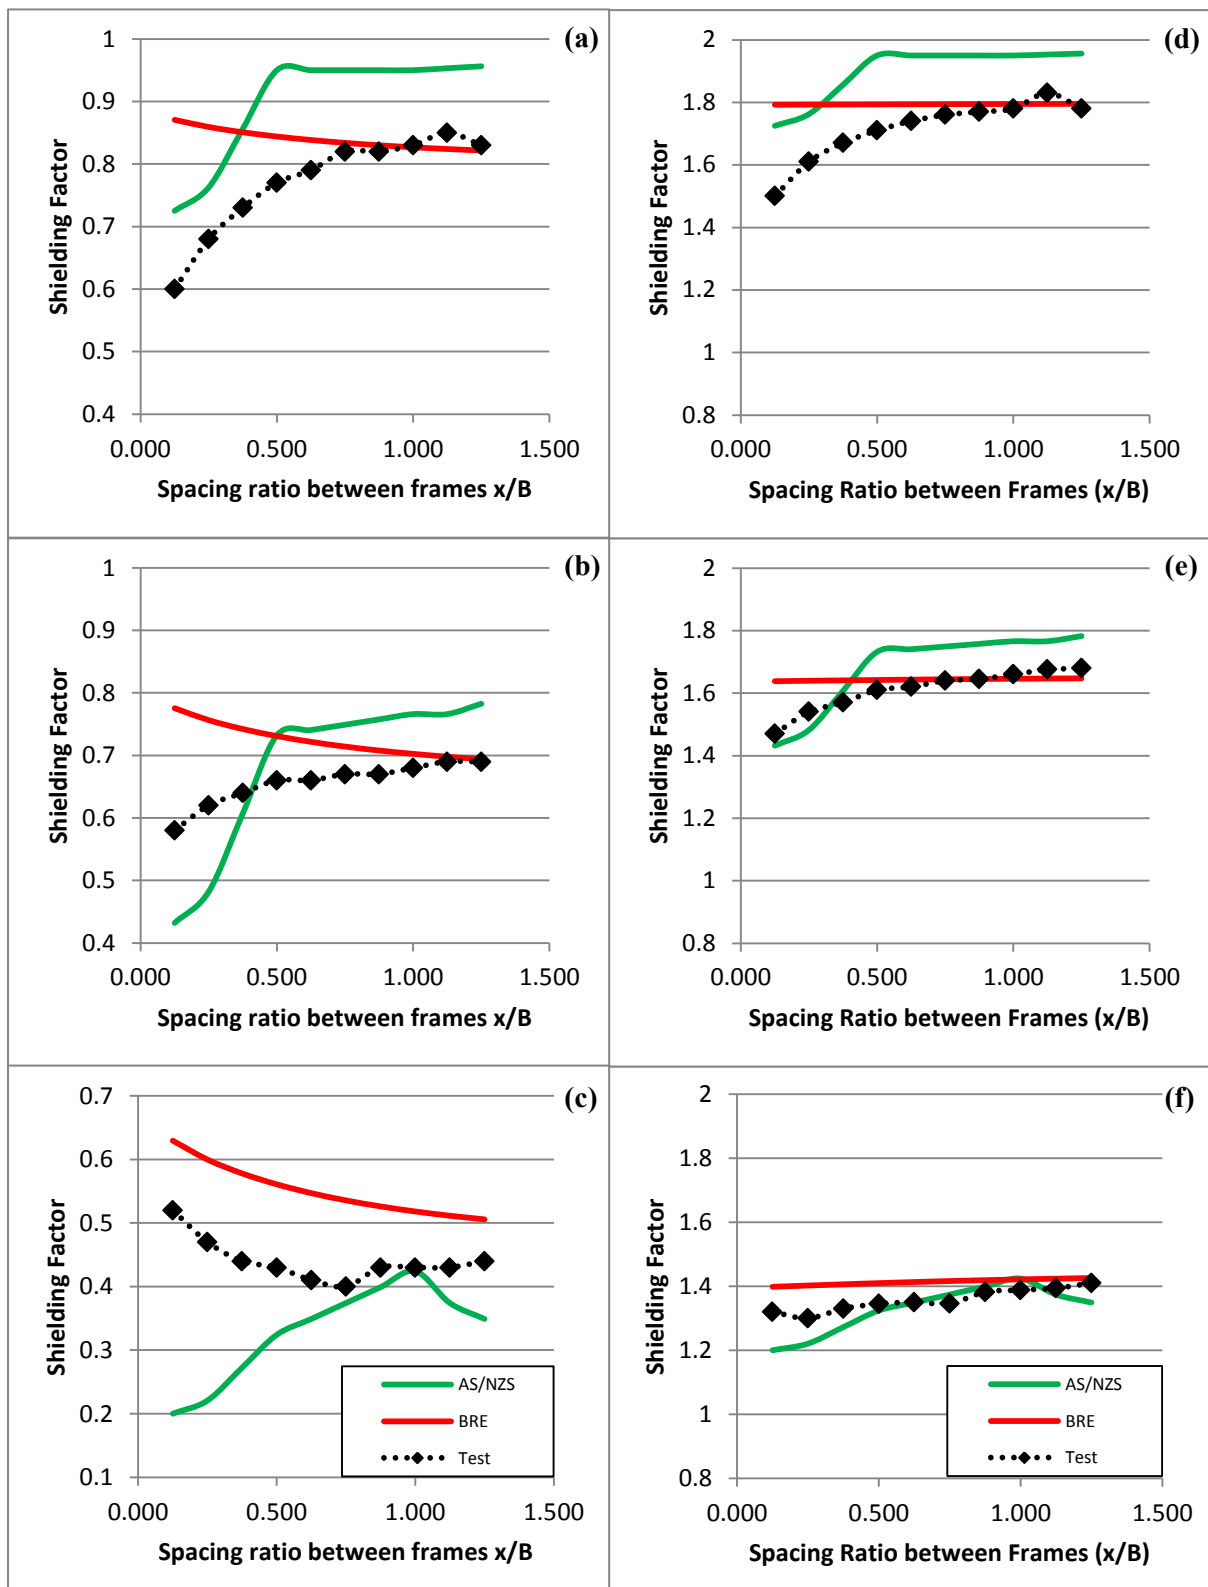 (a)
1
0.9
0.8
0.7
0.6
0.5
0.4
Shielding Factor
0.000 0.500 1.000 1.500
Spacing ratio between frames x/B
(d)
2
1.8
1.6
1.4
1.2
1
0.8
Shielding Factor
0.000 0.500 1.000 1.500
Spacing Ratio between Frames (x/B)
(b)
1
0.9
0.8
0.7
0.6
0.5
0.4
Shielding Factor
0.000 0.500 1.000 1.500
Spacing ratio between frames x/B
(e)
2
1.8
1.6
1.4
1.2
1
0.8
Shielding Factor
0.000 0.500 1.000 1.500
Spacing Ratio between Frames (x/B)
(c)
0.7
0.6
0.5
0.4
0.3
0.2
0.1
Shielding Factor
AS/NZS
BRE
Test
0.000 0.500 1.000 1.500
Spacing ratio between frames x/B
(f)
2
1.8
1.6
1.4
1.2
1
0.8
Shielding Factor
AS/NZS
BRE
Test
0.000 0.500 1.000 1.500
Spacing Ratio between Frames (x/B)